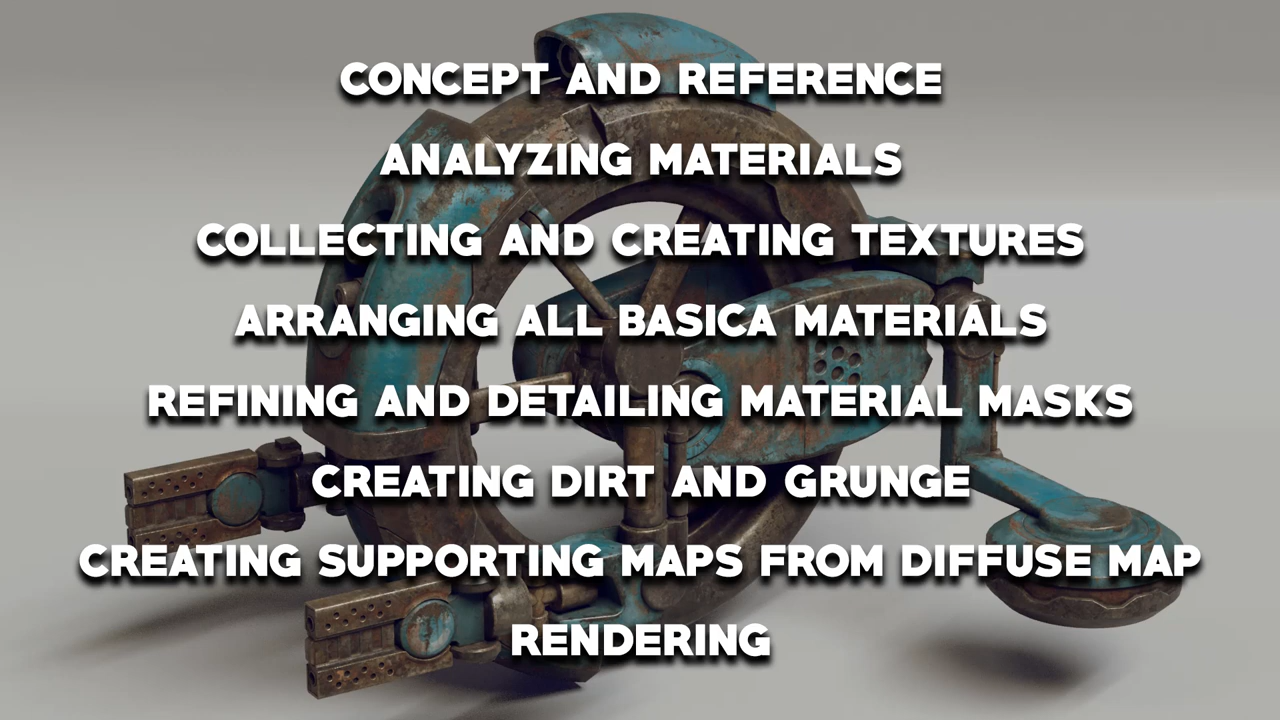 CONCEPT AND REFERENCE
ANALYZING MATERIALS
COLLECTING AND CREATING TEXTURES
ARRANGING ALL BASICA MATERIALS
REFINING AND DETAILING MATERIAL MASKS
CREATING DIRT AND GRUNGE
CREATING SUPPORTING MAPS FROM DIFFUSE MAP
RENDERING